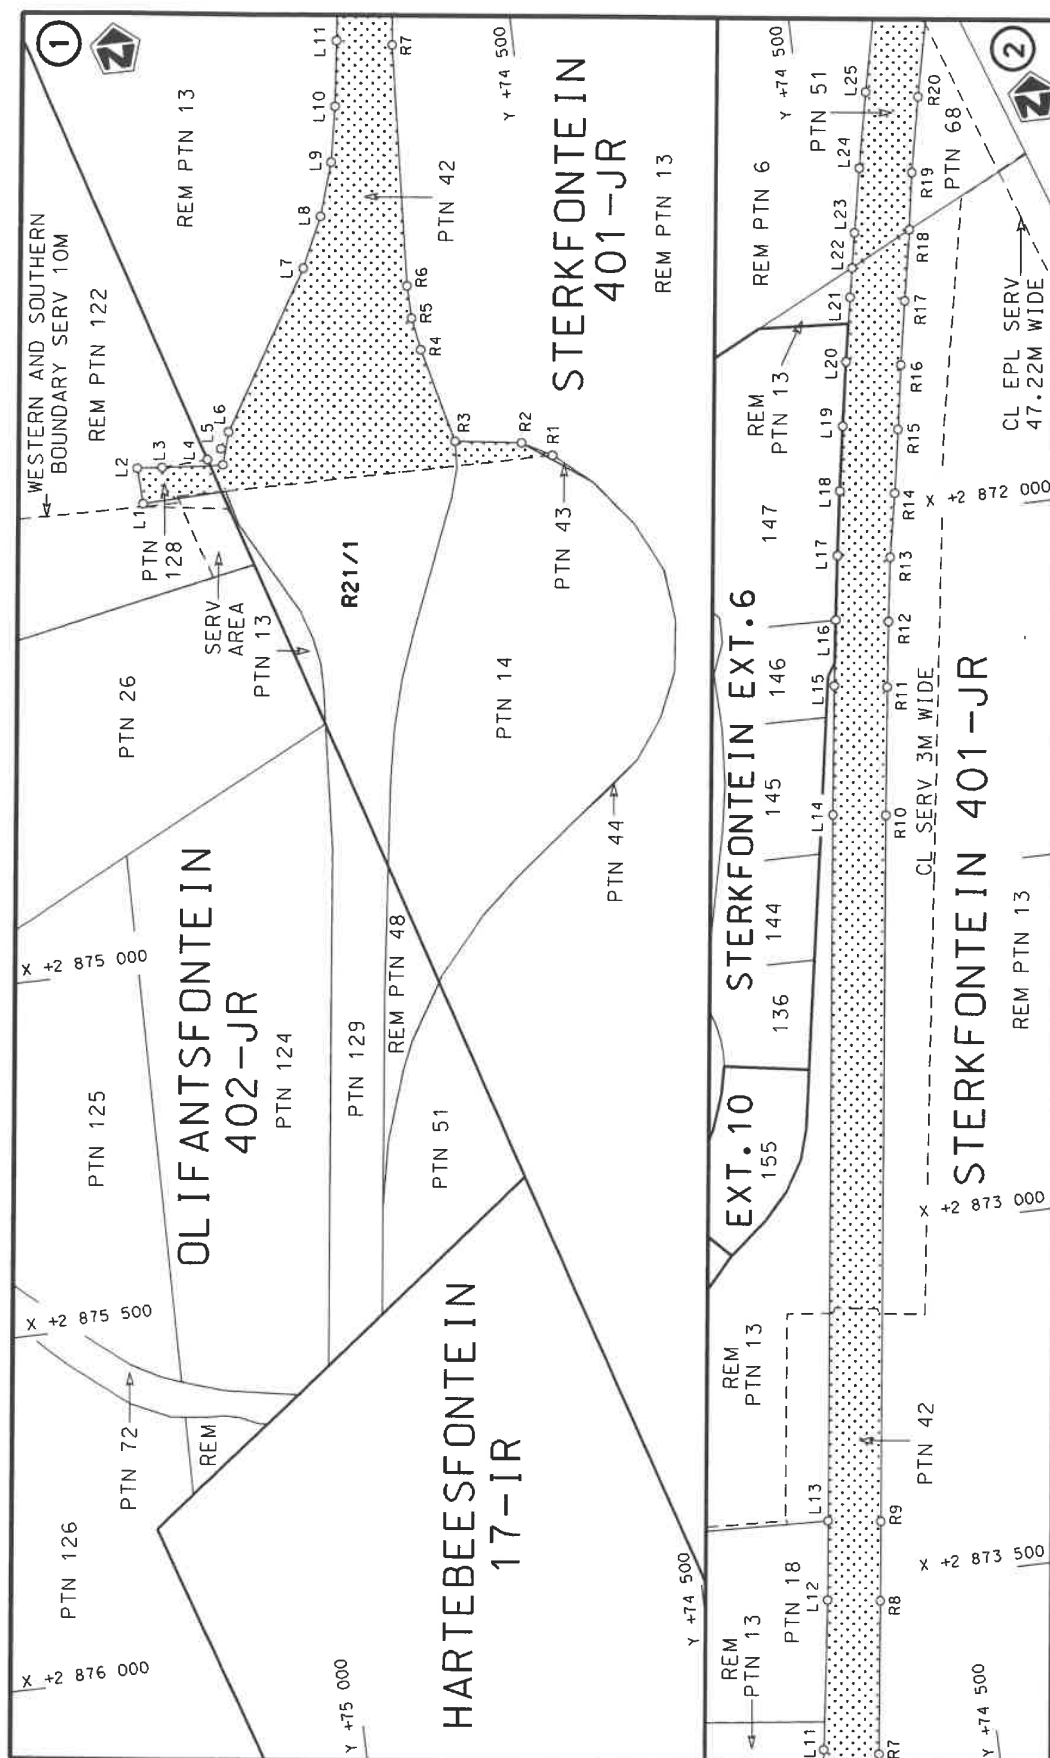 1
N
WESTERN AND SOUTHERN
BOUNDARY SERV 10M
REM PTN 122
REM PTN 13
L1
L2
L3
L4
L5
L6
L7
L8
L9
L10
L11
R7
R6
R5
R4
R3
R2
R1
PTN 42
Y +74 500
STERKFONTEIN
401-JR
REM PTN 13
PTN
128
SERV
AREA
PTN 13
R21/1
PTN 43
PTN 14
PTN 44
PTN 26
OLIFANTSFONTEIN
402-JR
X +2 875 000
PTN 125
PTN 124
PTN 129
REM PTN 48
PTN 51
X +2 875 500
PTN 72
REM
PTN 126
HARTEBEESFONTEIN
17-IR
X +2 876 000
Y +75 000
Y +74 500
2
N
Y +74 500
PTN 51
REM PTN 6
L25
L24
L23
L22
L21
L20
L19
L18
L17
L16
L15
L14
L13
L12
L11
R20
R19
R18
R17
R16
R15
R14
R13
R12
R11
R10
R9
R8
R7
PTN 68
CL EPL SERV
47.22M WIDE
REM
PTN 13
147
146
145
144
136
STERKFONTEIN EXT.6
EXT.10
155
X +2 872 000
CL SERV 3M WIDE
STERKFONTEIN 401-JR
REM PTN 13
X +2 873 000
REM
PTN 13
PTN 42
PTN 18
X +2 873 500
REM
PTN 13
Y +74 500